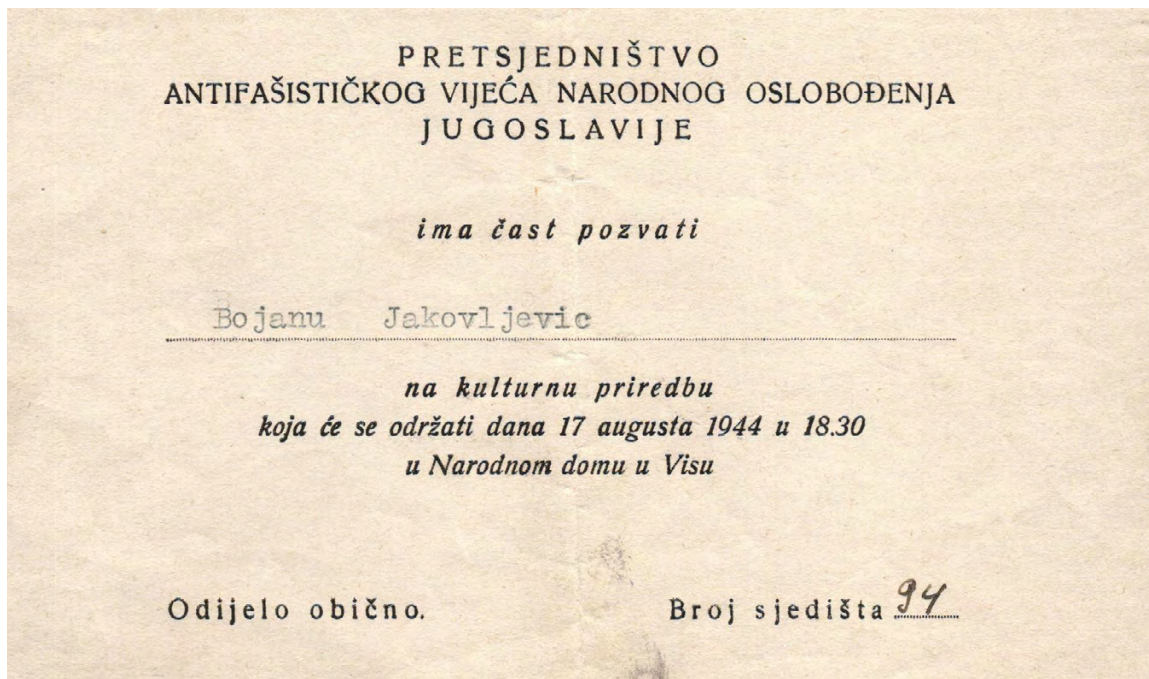 PRETSJEDNIŠTVO
ANTIFAŠISTIČKOG VIJEĆA NARODNOG OSLOBOĐENJA
JUGOSLAVIJE
ima čast pozvati
Bojanu Jakovljevic
na kulturnu priredbu
koja će se održati dana 17 augusta 1944 u 18.30
u Narodnom domu u Visu
Odijelo obično.
Broj sjedišta 94